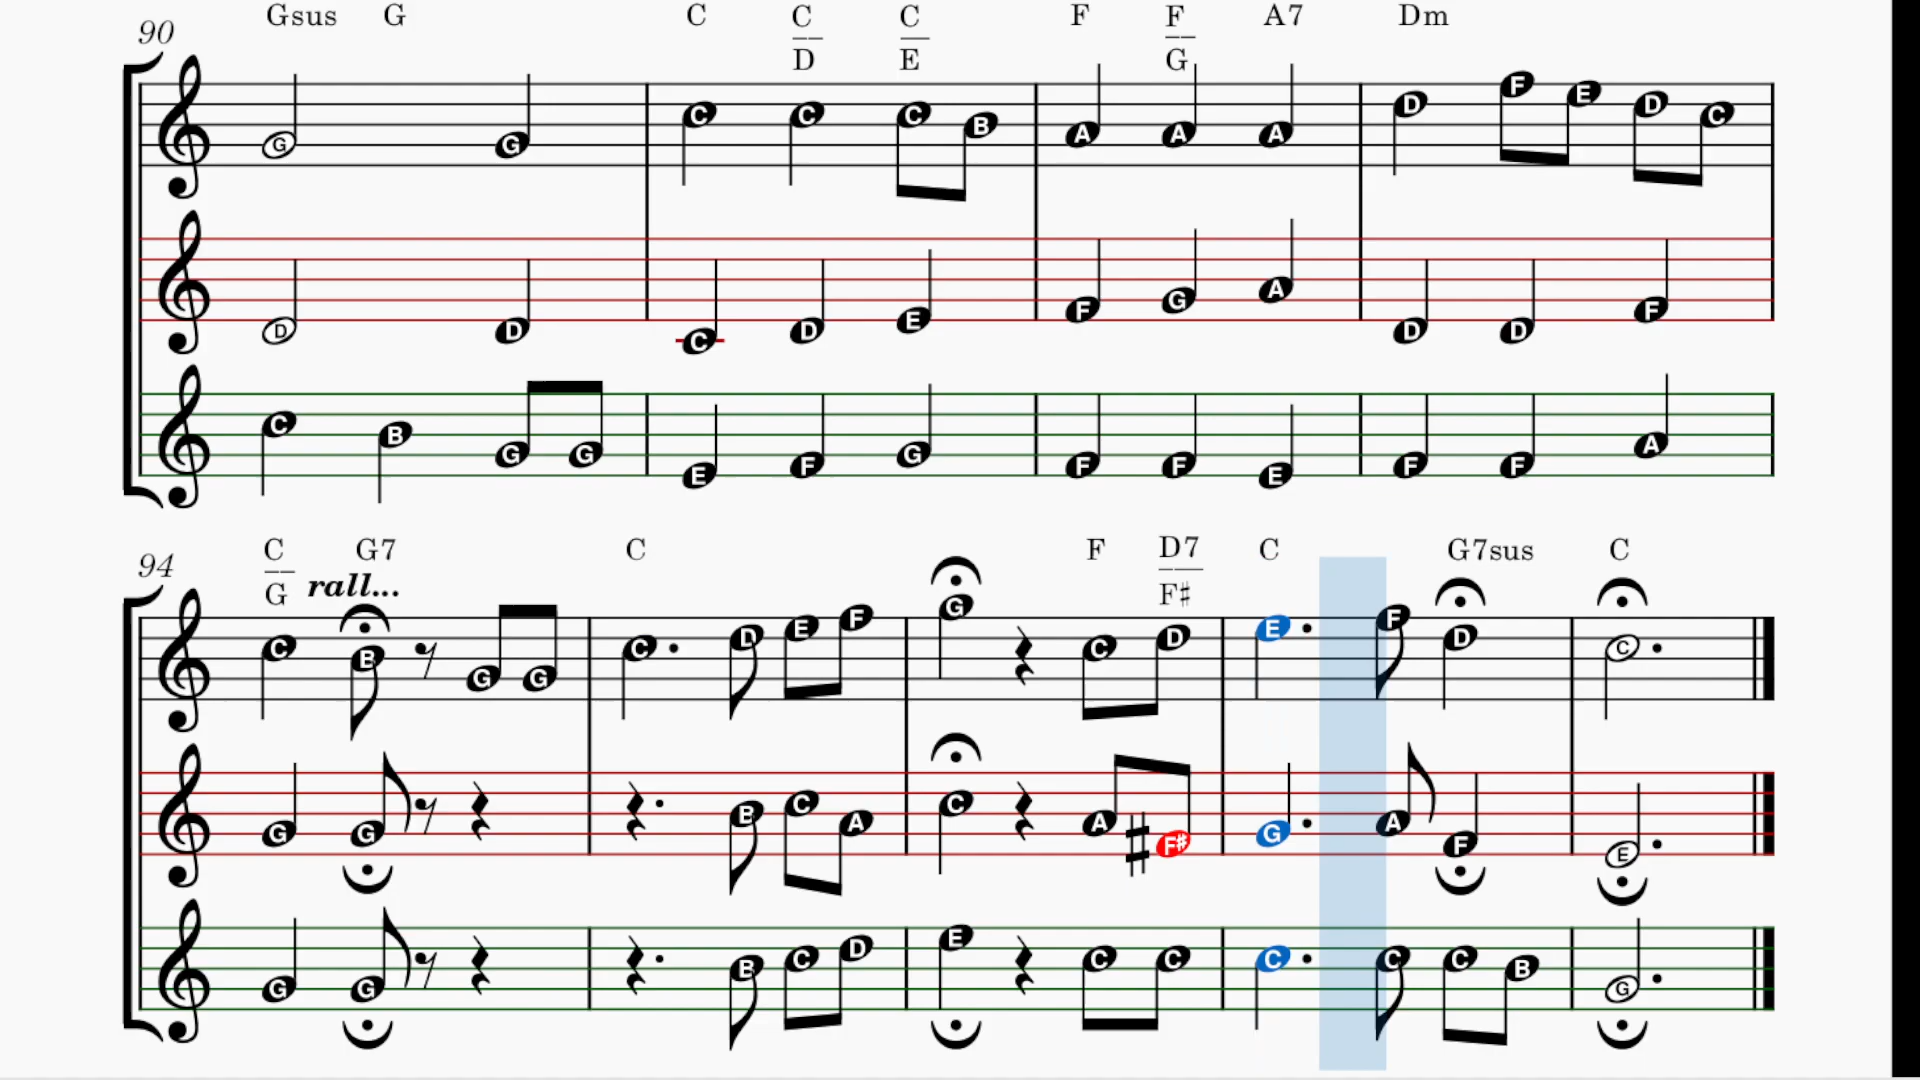 90 Gsus G C C C F F A7 Dm
D E G
G G C C C B A A A D F E D C
D D C D E F G A D D F
C B G G E F G F F E F F A
94 C G7 C F D7 C G7sus C
G rall... F♯
C B G G C D E F G C D E F D C
G G B C A C A F# G A F E
G G B C D E C C C C C B G